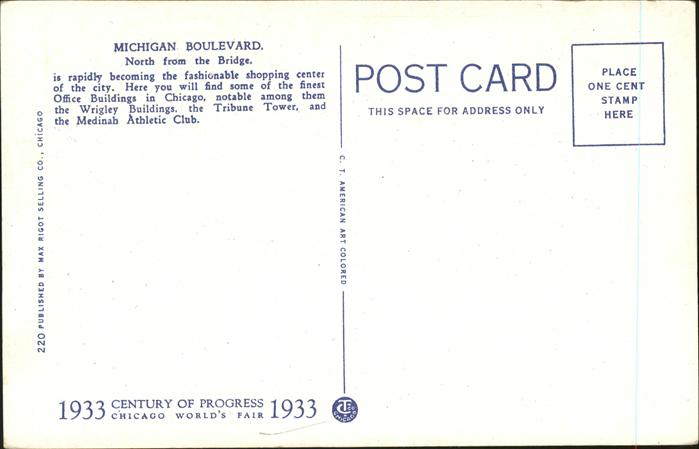 MICHIGAN BOULEVARD,
North from the Bridge,
is rapidly becoming the fashionable shopping center
of the city. Here you will find some of the finest
Office Buildings in Chicago, notable among them
the Wrigley Buildings, the Tribune Tower, and
the Medinah Athletic Club.
220 PUBLISHED BY MAX RIGOT SELLING CO., CHICAGO
1933 CENTURY OF PROGRESS 1933
CHICAGO WORLD'S FAIR
C. T. AMERICAN ART COLORED
POST CARD
THIS SPACE FOR ADDRESS ONLY
PLACE
ONE CENT
STAMP
HERE